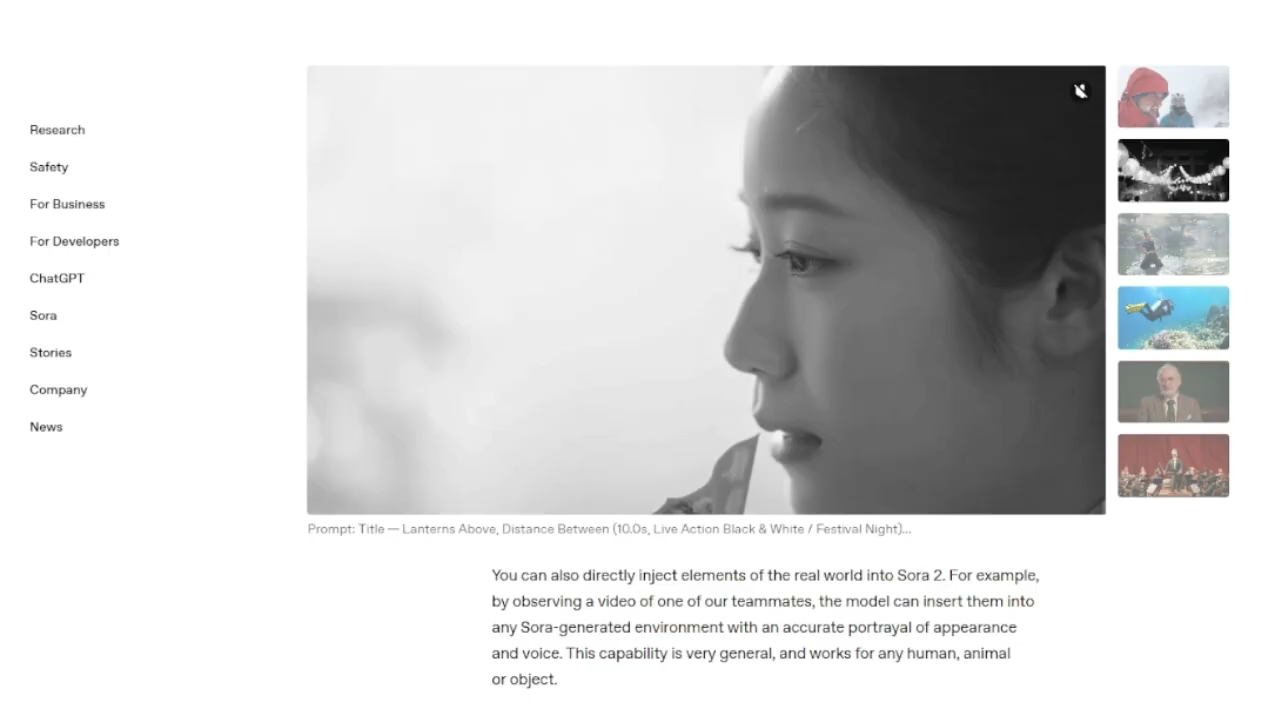 Research
Safety
For Business
For Developers
ChatGPT
Sora
Stories
Company
News
Prompt: Title — Lanterns Above, Distance Between (10.0s, Live Action Black & White / Festival Night)...
You can also directly inject elements of the real world into Sora 2. For example,
by observing a video of one of our teammates, the model can insert them into
any Sora-generated environment with an accurate portrayal of appearance
and voice. This capability is very general, and works for any human, animal
or object.